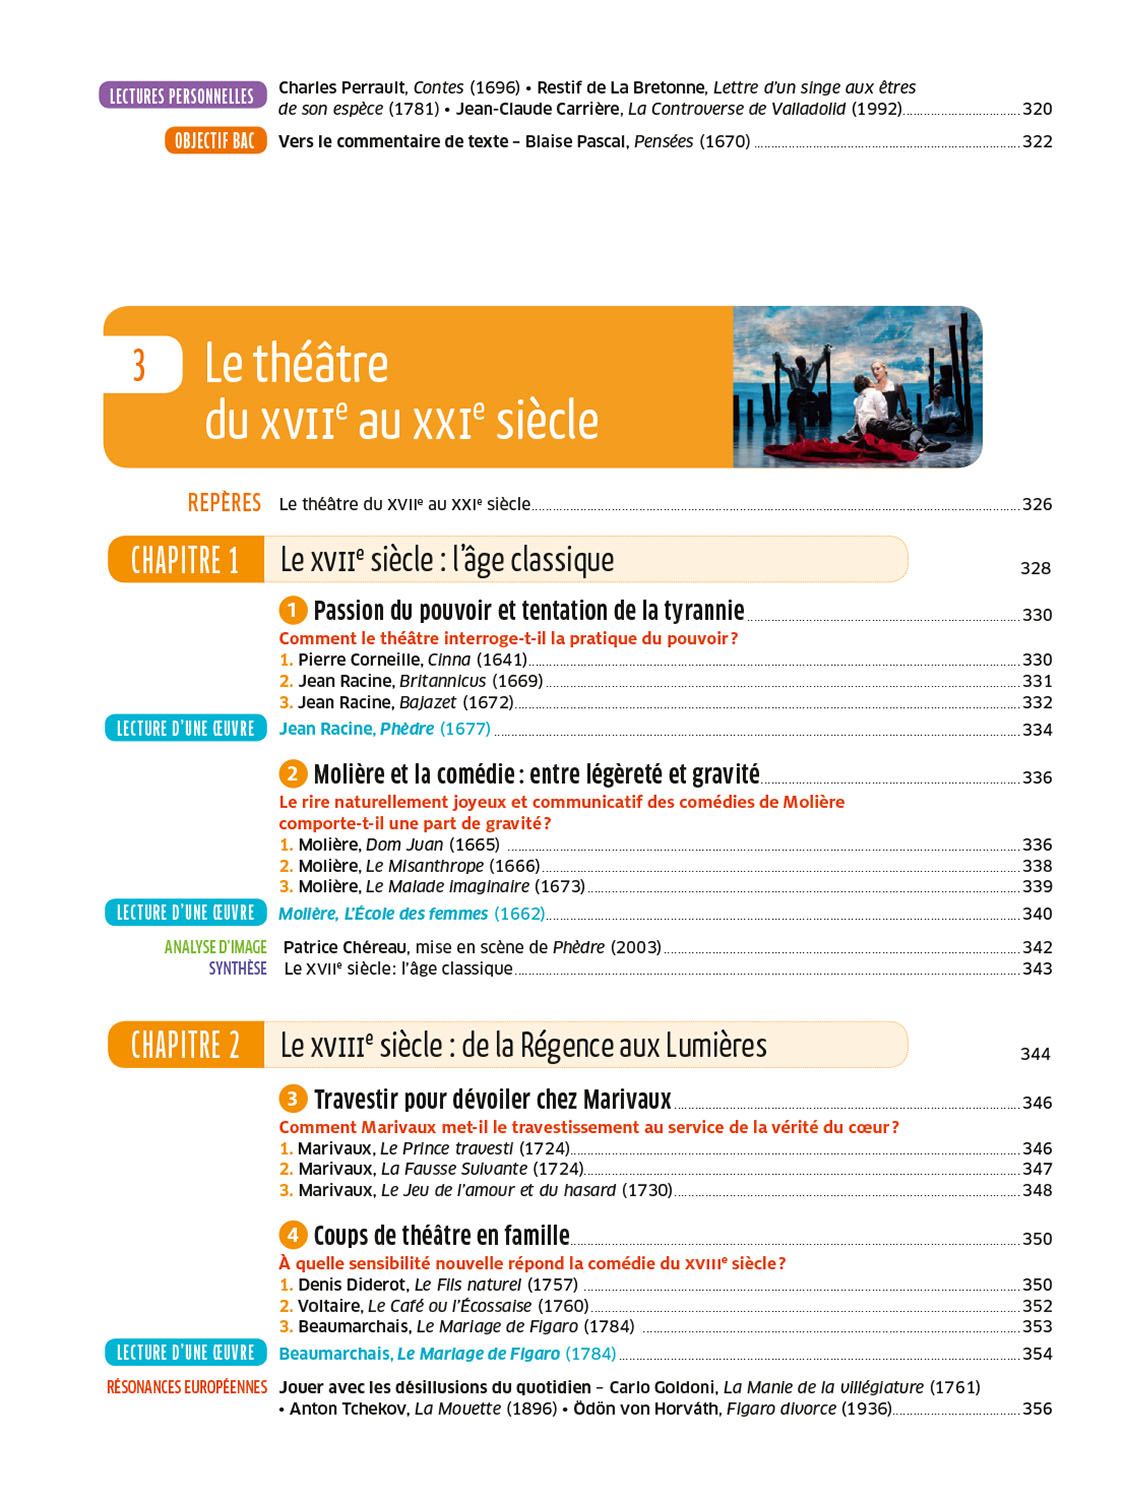 LECTURES PERSONNELLES Charles Perrault, Contes (1696) • Restif de La Bretonne, Lettre d'un singe aux êtres
de son espèce (1781) • Jean-Claude Carrière, La Controverse de Valladolid (1992) 320
OBJECTIF BAC Vers le commentaire de texte – Blaise Pascal, Pensées (1670) 322
3 Le théâtre
du XVIIe au XXIe siècle
REPÈRES Le théâtre du XVIIe au XXIe siècle 326
CHAPITRE 1 Le XVIIe siècle : l'âge classique 328
1 Passion du pouvoir et tentation de la tyrannie 330
Comment le théâtre interroge-t-il la pratique du pouvoir ?
1. Pierre Corneille, Cinna (1641) 330
2. Jean Racine, Britannicus (1669) 331
3. Jean Racine, Bajazet (1672) 332
LECTURE D'UNE ŒUVRE Jean Racine, Phèdre (1677) 334
2 Molière et la comédie : entre légèreté et gravité 336
Le rire naturellement joyeux et communicatif des comédies de Molière
comporte-t-il une part de gravité ?
1. Molière, Dom Juan (1665) 336
2. Molière, Le Misanthrope (1666) 338
3. Molière, Le Malade imaginaire (1673) 339
LECTURE D'UNE ŒUVRE Molière, L'École des femmes (1662) 340
ANALYSE D'IMAGE Patrice Chéreau, mise en scène de Phèdre (2003) 342
SYNTHÈSE Le XVIIe siècle : l'âge classique 343
CHAPITRE 2 Le XVIIIe siècle : de la Régence aux Lumières 344
3 Travestir pour dévoiler chez Marivaux 346
Comment Marivaux met-il le travestissement au service de la vérité du cœur ?
1. Marivaux, Le Prince travesti (1724) 346
2. Marivaux, La Fausse Suivante (1724) 347
3. Marivaux, Le Jeu de l'amour et du hasard (1730) 348
4 Coups de théâtre en famille 350
À quelle sensibilité nouvelle répond la comédie du XVIIIe siècle ?
1. Denis Diderot, Le Fils naturel (1757) 350
2. Voltaire, Le Café ou l'Écossaise (1760) 352
3. Beaumarchais, Le Mariage de Figaro (1784) 353
LECTURE D'UNE ŒUVRE Beaumarchais, Le Mariage de Figaro (1784) 354
RÉSONANCES EUROPÉENNES Jouer avec les désillusions du quotidien – Carlo Goldoni, La Manie de la villégiature (1761)
• Anton Tchekov, La Mouette (1896) • Ödön von Horváth, Figaro divorce (1936) 356